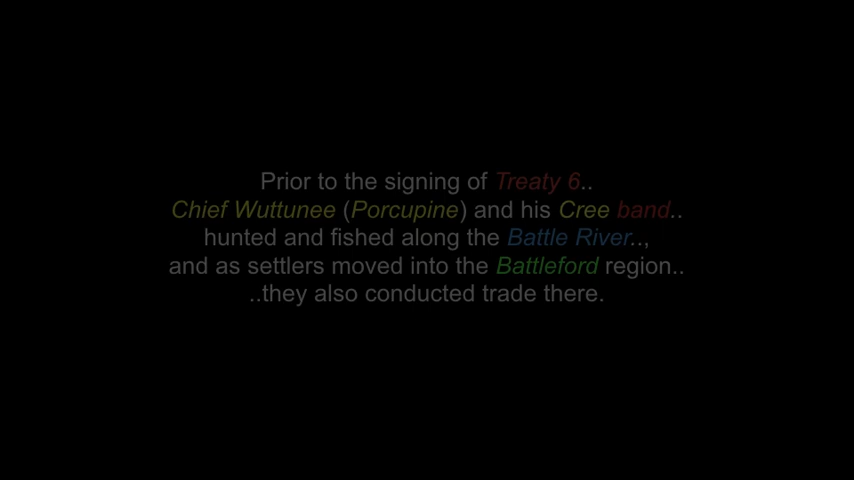 Prior to the signing of Treaty 6..
Chief Wuttunee (Porcupine) and his Cree band..
hunted and fished along the Battle River..,
and as settlers moved into the Battleford region..
..they also conducted trade there.